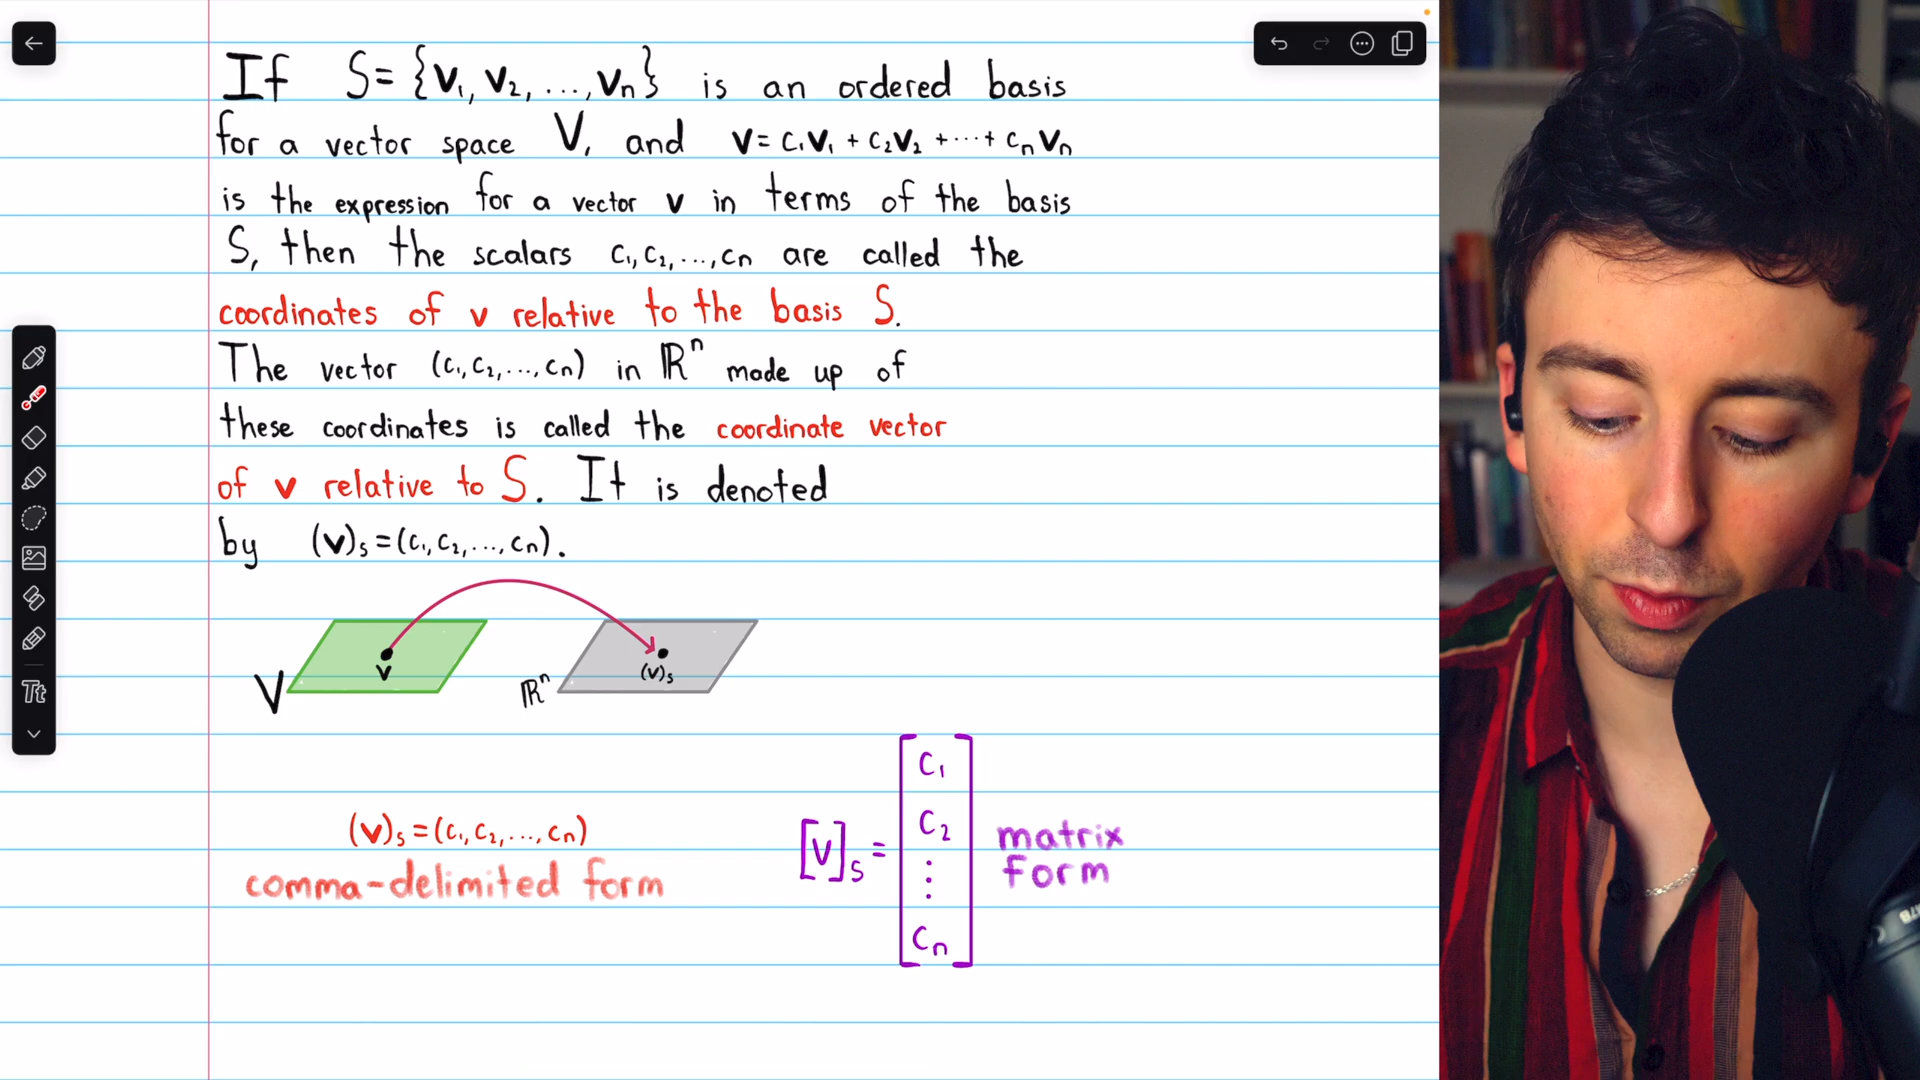 If S = {v₁, v₂, ..., vₙ} is an ordered basis
for a vector space V, and v = c₁v₁ + c₂v₂ + ⋯ + cₙvₙ
is the expression for a vector v in terms of the basis
S, then the scalars c₁, c₂, ..., cₙ are called the
coordinates of v relative to the basis S.
The vector (c₁, c₂, ..., cₙ) in ℝⁿ made up of
these coordinates is called the coordinate vector
of v relative to S. It is denoted
by (v)ₛ = (c₁, c₂, ..., cₙ).
V v
ℝⁿ (v)ₛ
(v)ₛ = (c₁, c₂, ..., cₙ)
comma-delimited form
[v]ₛ = [c₁ c₂ ⋮ cₙ]
matrix
form
Tt